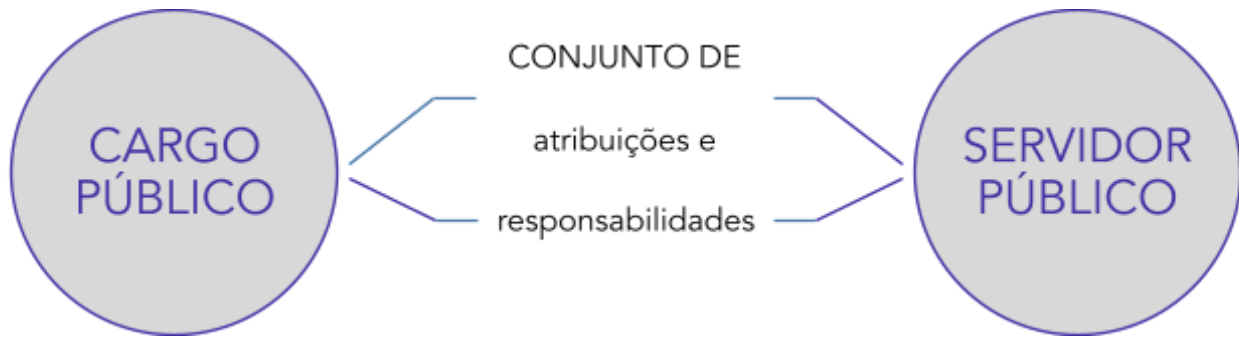 CARGO
PÚBLICO
CONJUNTO DE
atribuições e
responsabilidades
SERVIDOR
PÚBLICO